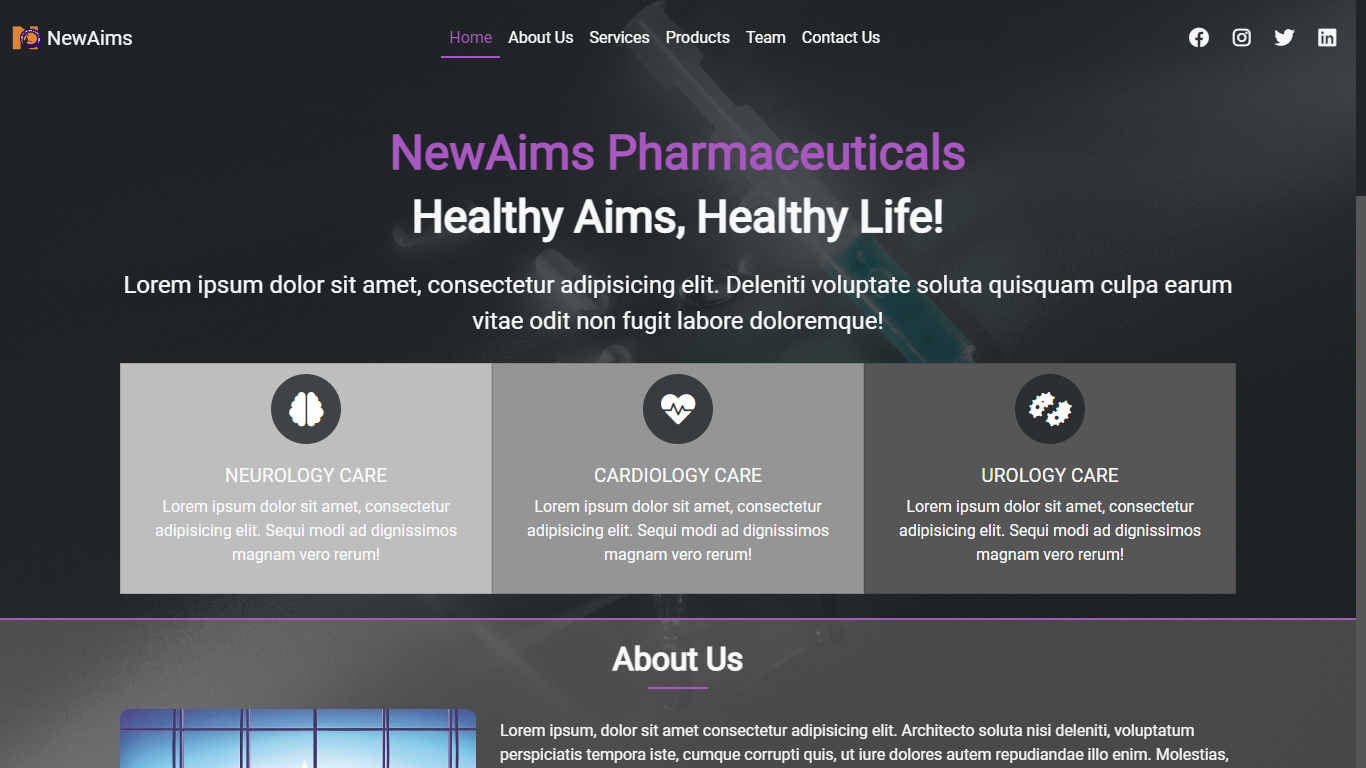 NewAims
Home About Us Services Products Team Contact Us
NewAims Pharmaceuticals
Healthy Aims, Healthy Life!
Lorem ipsum dolor sit amet, consectetur adipisicing elit. Deleniti voluptate soluta quisquam culpa earum
vitae odit non fugit labore doloremque!
NEUROLOGY CARE
Lorem ipsum dolor sit amet, consectetur
adipisicing elit. Sequi modi ad dignissimos
magnam vero rerum!
CARDIOLOGY CARE
Lorem ipsum dolor sit amet, consectetur
adipisicing elit. Sequi modi ad dignissimos
magnam vero rerum!
UROLOGY CARE
Lorem ipsum dolor sit amet, consectetur
adipisicing elit. Sequi modi ad dignissimos
magnam vero rerum!
About Us
Lorem ipsum, dolor sit amet consectetur adipisicing elit. Architecto soluta nisi deleniti, voluptatum
perspiciatis tempora iste, cumque corrupti quis, ut iure dolores autem repudiandae illo enim. Molestias,